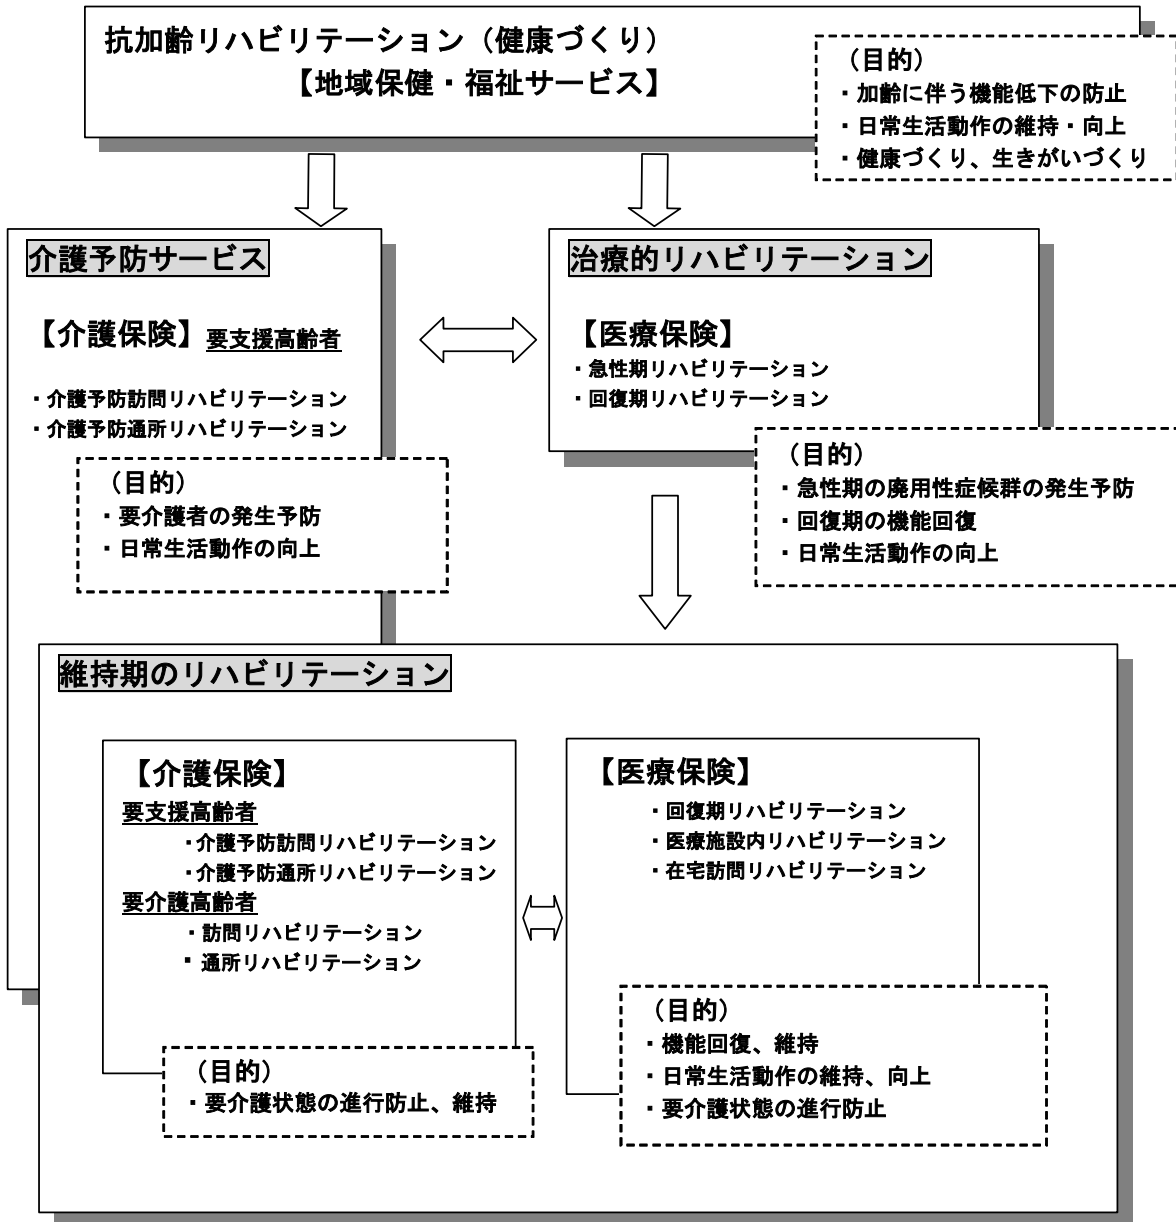 抗加齢リハビリテーション（健康づくり）
【地域保健・福祉サービス】
（目的）
・加齢に伴う機能低下の防止
・日常生活動作の維持・向上
・健康づくり、生きがいづくり
介護予防サービス
【介護保険】要支援高齢者
・介護予防訪問リハビリテーション
・介護予防通所リハビリテーション
（目的）
・要介護者の発生予防
・日常生活動作の向上
治療的リハビリテーション
【医療保険】
・急性期リハビリテーション
・回復期リハビリテーション
（目的）
・急性期の廃用性症候群の発生予防
・回復期の機能回復
・日常生活動作の向上
維持期のリハビリテーション
【介護保険】
要支援高齢者
・介護予防訪問リハビリテーション
・介護予防通所リハビリテーション
要介護高齢者
・訪問リハビリテーション
・通所リハビリテーション
（目的）
・要介護状態の進行防止、維持
【医療保険】
・回復期リハビリテーション
・医療施設内リハビリテーション
・在宅訪問リハビリテーション
（目的）
・機能回復、維持
・日常生活動作の維持、向上
・要介護状態の進行防止